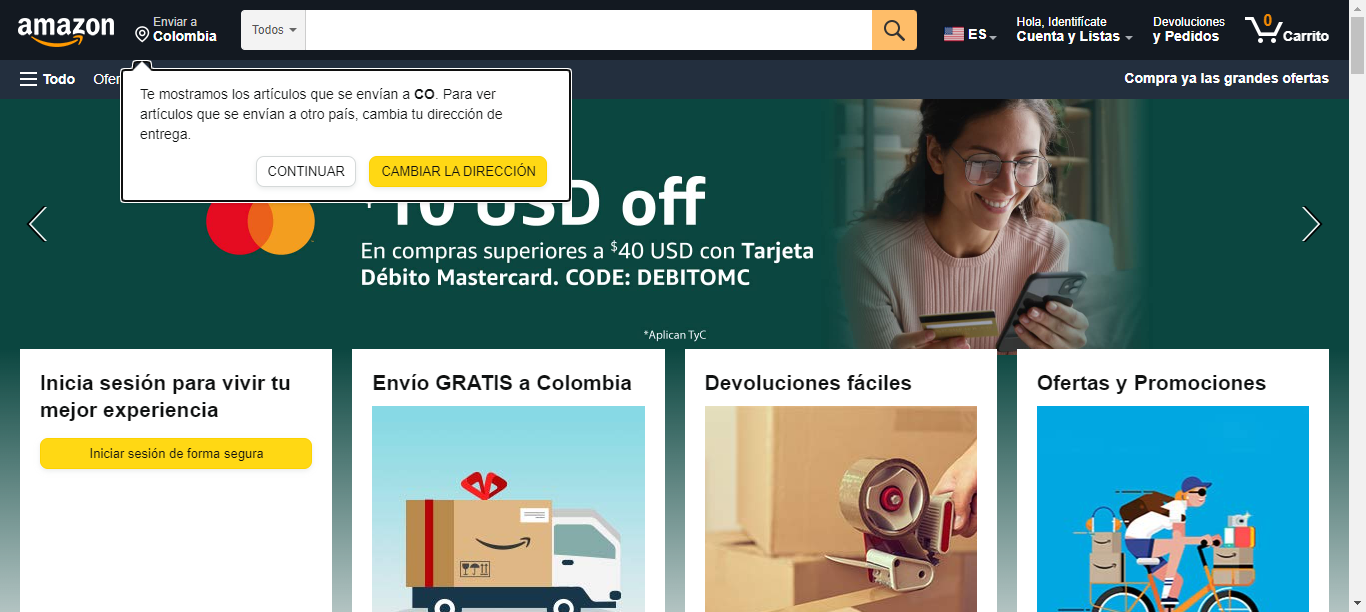 amazon
Enviar a
Colombia
Todos
ES
Hola, Identifícate
Cuenta y Listas
Devoluciones
y Pedidos
0
Carrito
Todo
Ofer
Compra ya las grandes ofertas
Te mostramos los artículos que se envían a CO. Para ver
artículos que se envían a otro país, cambia tu dirección de
entrega.
CONTINUAR
CAMBIAR LA DIRECCIÓN
$10 USD off
En compras superiores a $40 USD con Tarjeta
Débito Mastercard. CODE: DEBITOMC
*Aplican TyC
Inicia sesión para vivir tu
mejor experiencia
Iniciar sesión de forma segura
Envío GRATIS a Colombia
Devoluciones fáciles
Ofertas y Promociones